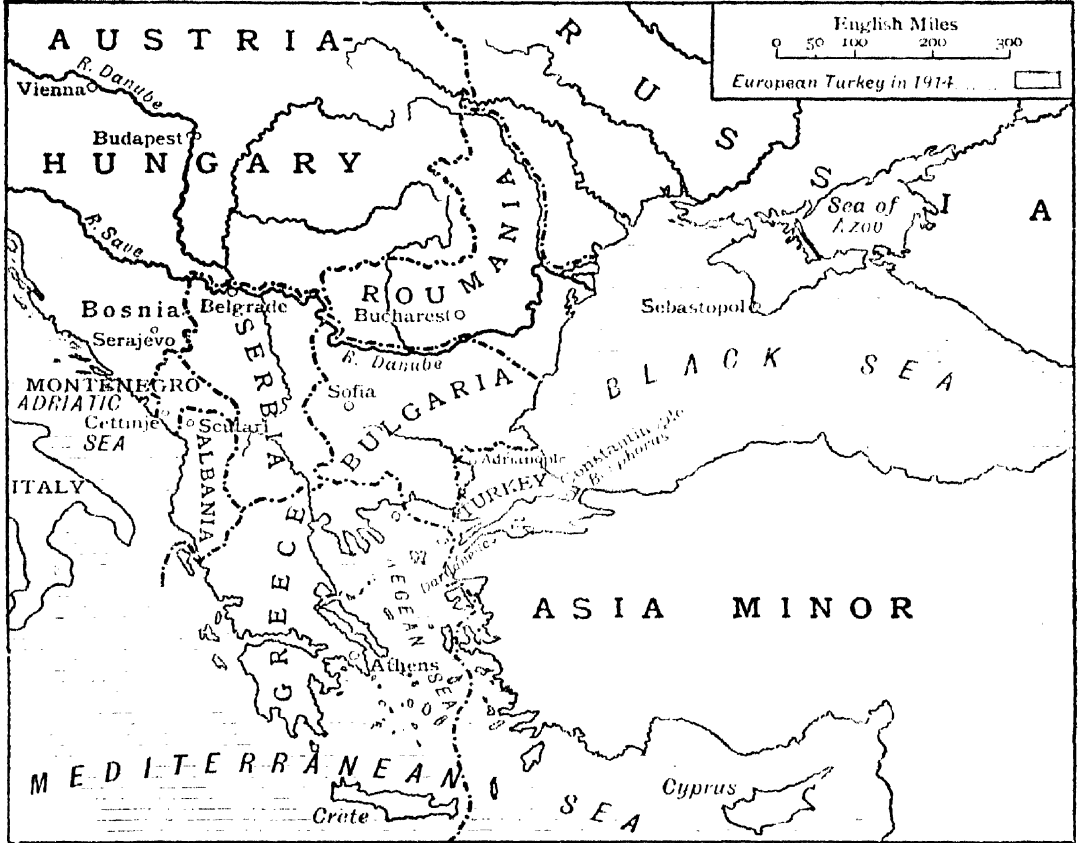 English Miles
0 50 100 200 300
European Turkey in 1914
AUSTRIA-
HUNGARY
RUSSIA
R. Danube
Vienna
Budapest
R. Save
Sea of
Azov
ROUMANIA
Bosnia
Belgrade
Bucharest
Sebastopol
Serajevo
SERBIA
R. Danube
BLACK SEA
MONTENEGRO
ADRIATIC
SEA
Sofia
BULGARIA
Cettinje
Scutari
ALBANIA
Adrianople
Constantinople
Bosphorus
ITALY
TURKEY
GREECE
Dardanelles
AEGEAN SEA
ASIA MINOR
Athens
MEDITERRANEAN SEA
Crete
Cyprus